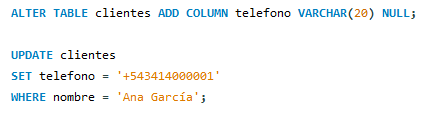 ALTER TABLE clientes ADD COLUMN telefono VARCHAR(20) NULL;
UPDATE clientes
SET telefono = '+543414000001'
WHERE nombre = 'Ana García';